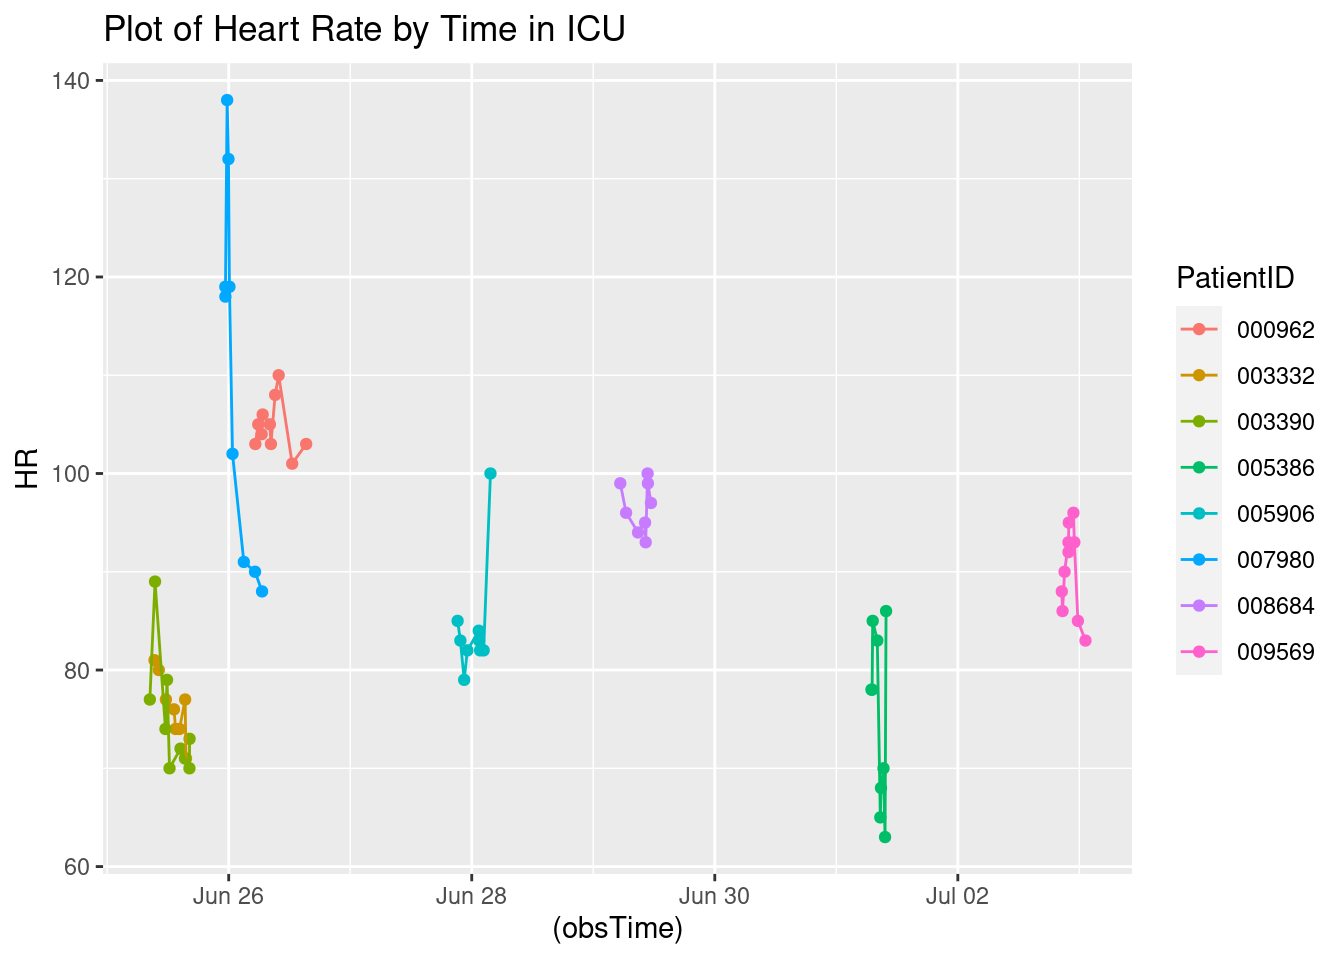 Plot of Heart Rate by Time in ICU
140
120
100
80
60
HR
Jun 26
Jun 28
Jun 30
Jul 02
(obsTime)
PatientID
000962
003332
003390
005386
005906
007980
008684
009569